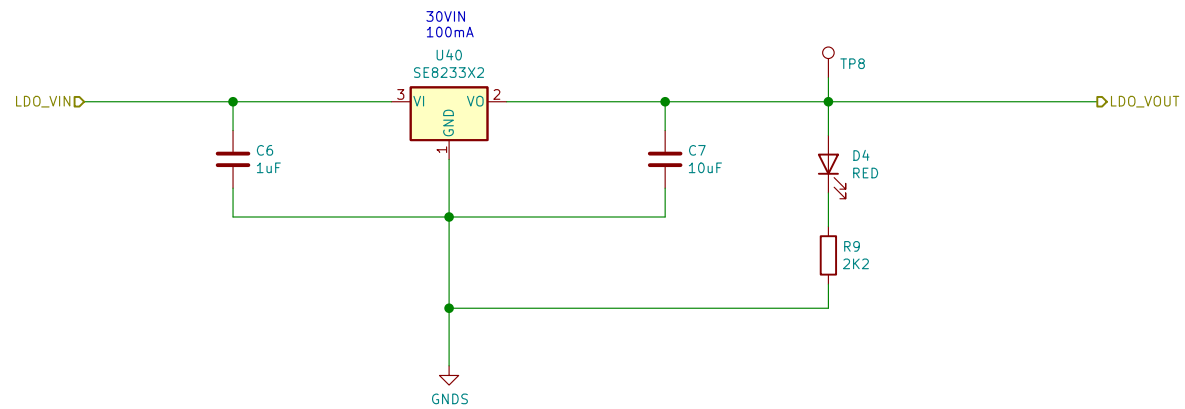 30VIN
100mA
U40
SE8233X2
LDO_VIN
3
VI
VO
2
GND
1
TP8
LDO_VOUT
C6
1uF
C7
10uF
D4
RED
R9
2K2
GNDS